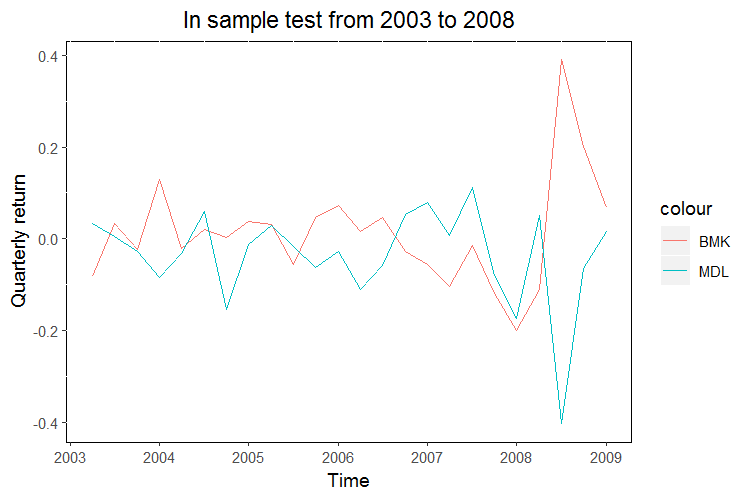 In sample test from 2003 to 2008
0.4
0.2
0.0
-0.2
-0.4
Quarterly return
2003 2004 2005 2006 2007 2008 2009
Time
colour
BMK
MDL